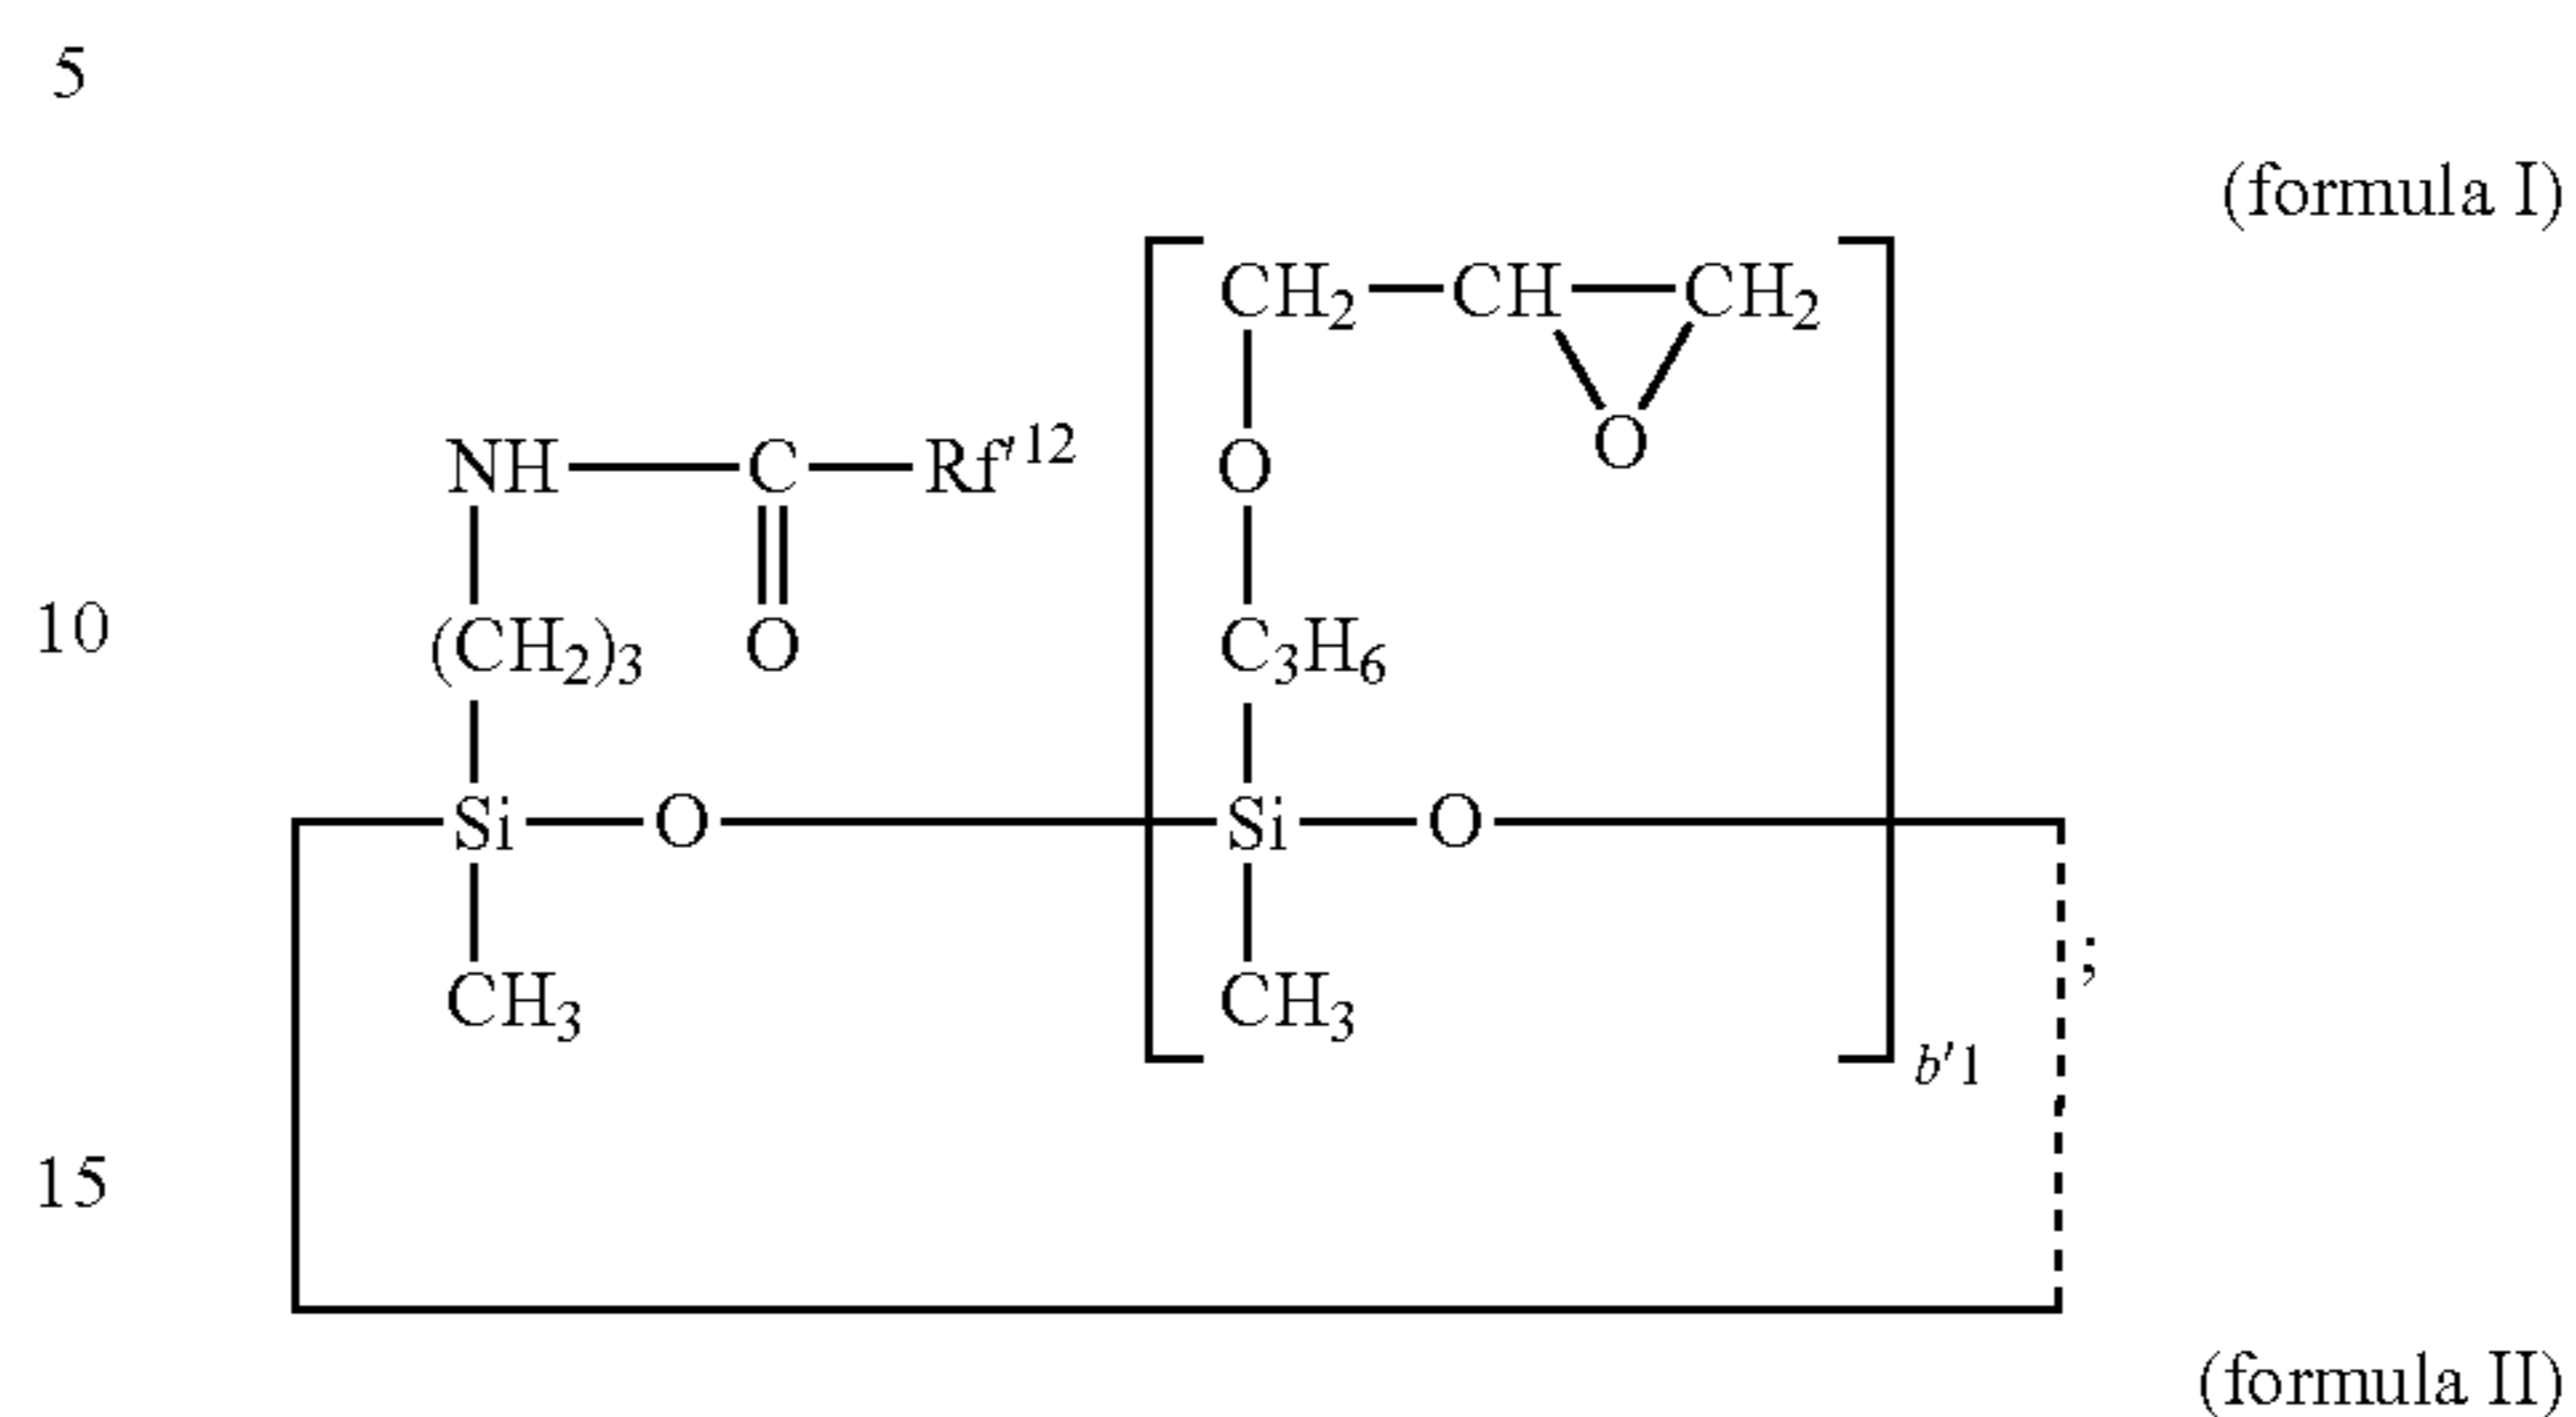 5
(formula I)
CH₂—CH—CH₂
O
NH—C—Rf′¹² O
10 (CH₂)₃ O C₃H₆
Si—O—Si—O
;
CH₃ CH₃
b′1
15
(formula II)